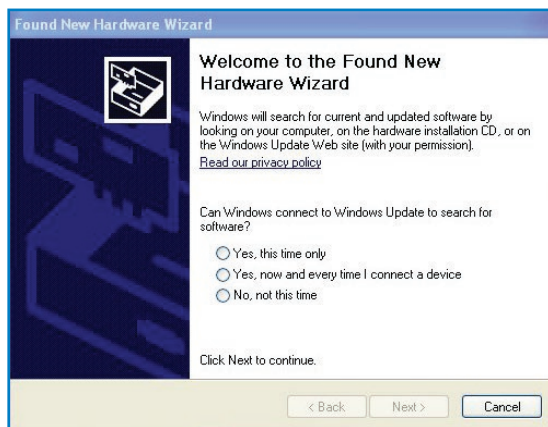 Found New Hardware Wizard
Welcome to the Found New
Hardware Wizard
Windows will search for current and updated software by
looking on your computer, on the hardware installation CD, or on
the Windows Update Web site (with your permission).
Read our privacy policy
Can Windows connect to Windows Update to search for
software?
Yes, this time only
Yes, now and every time I connect a device
No, not this time
Click Next to continue.
< Back Next > Cancel